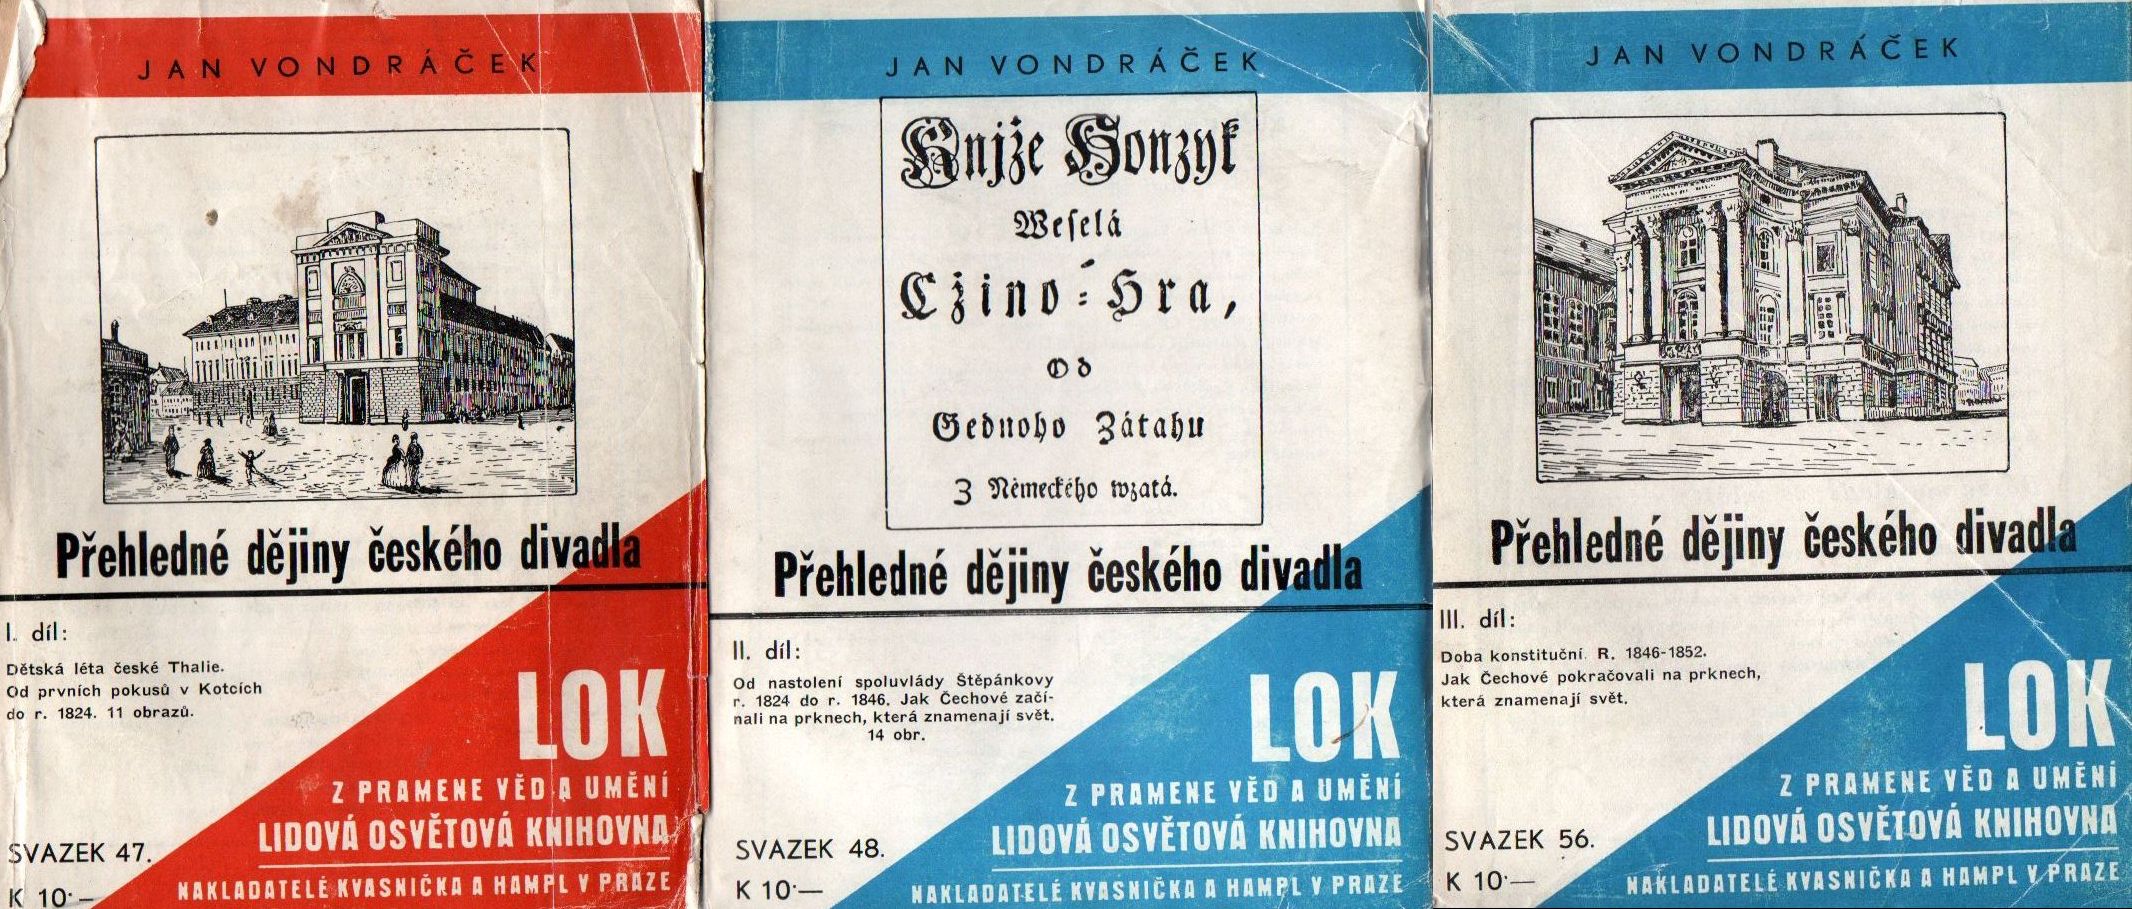 JAN VONDRÁČEK
Přehledné dějiny českého divadla
I. díl:
Dětská léta české Thalie.
Od prvních pokusů v Kotcích
do r. 1824. 11 obrazů.
LOK
Z PRAMENE VĚD A UMĚNÍ
LIDOVÁ OSVĚTOVÁ KNIHOVNA
SVAZEK 47.
K 10·—
NAKLADATELÉ KVASNIČKA A HAMPL V PRAZE
JAN VONDRÁČEK
Knjže Honzyk
Weselá
Cžino-Hra,
Od
Gednoho Zátahu
Z Německého wzatá.
Přehledné dějiny českého divadla
II. díl:
Od nastolení spoluvlády Štěpánkovy
r. 1824 do r. 1846. Jak Čechové začí-
nali na prknech, která znamenají svět.
14 obr.
LOK
Z PRAMENE VĚD A UMĚNÍ
LIDOVÁ OSVĚTOVÁ KNIHOVNA
SVAZEK 48.
K 10·—
NAKLADATELÉ KVASNIČKA A HAMPL V PRAZE
JAN VONDRÁČEK
Přehledné dějiny českého divadla
III. díl:
Doba konstituční. R. 1846-1852.
Jak Čechové pokračovali na prknech,
která znamenají svět.
LOK
Z PRAMENE VĚD A UMĚNÍ
LIDOVÁ OSVĚTOVÁ KNIHOVNA
SVAZEK 56.
K 10·—
NAKLADATELÉ KVASNIČKA A HAMPL V PRAZE